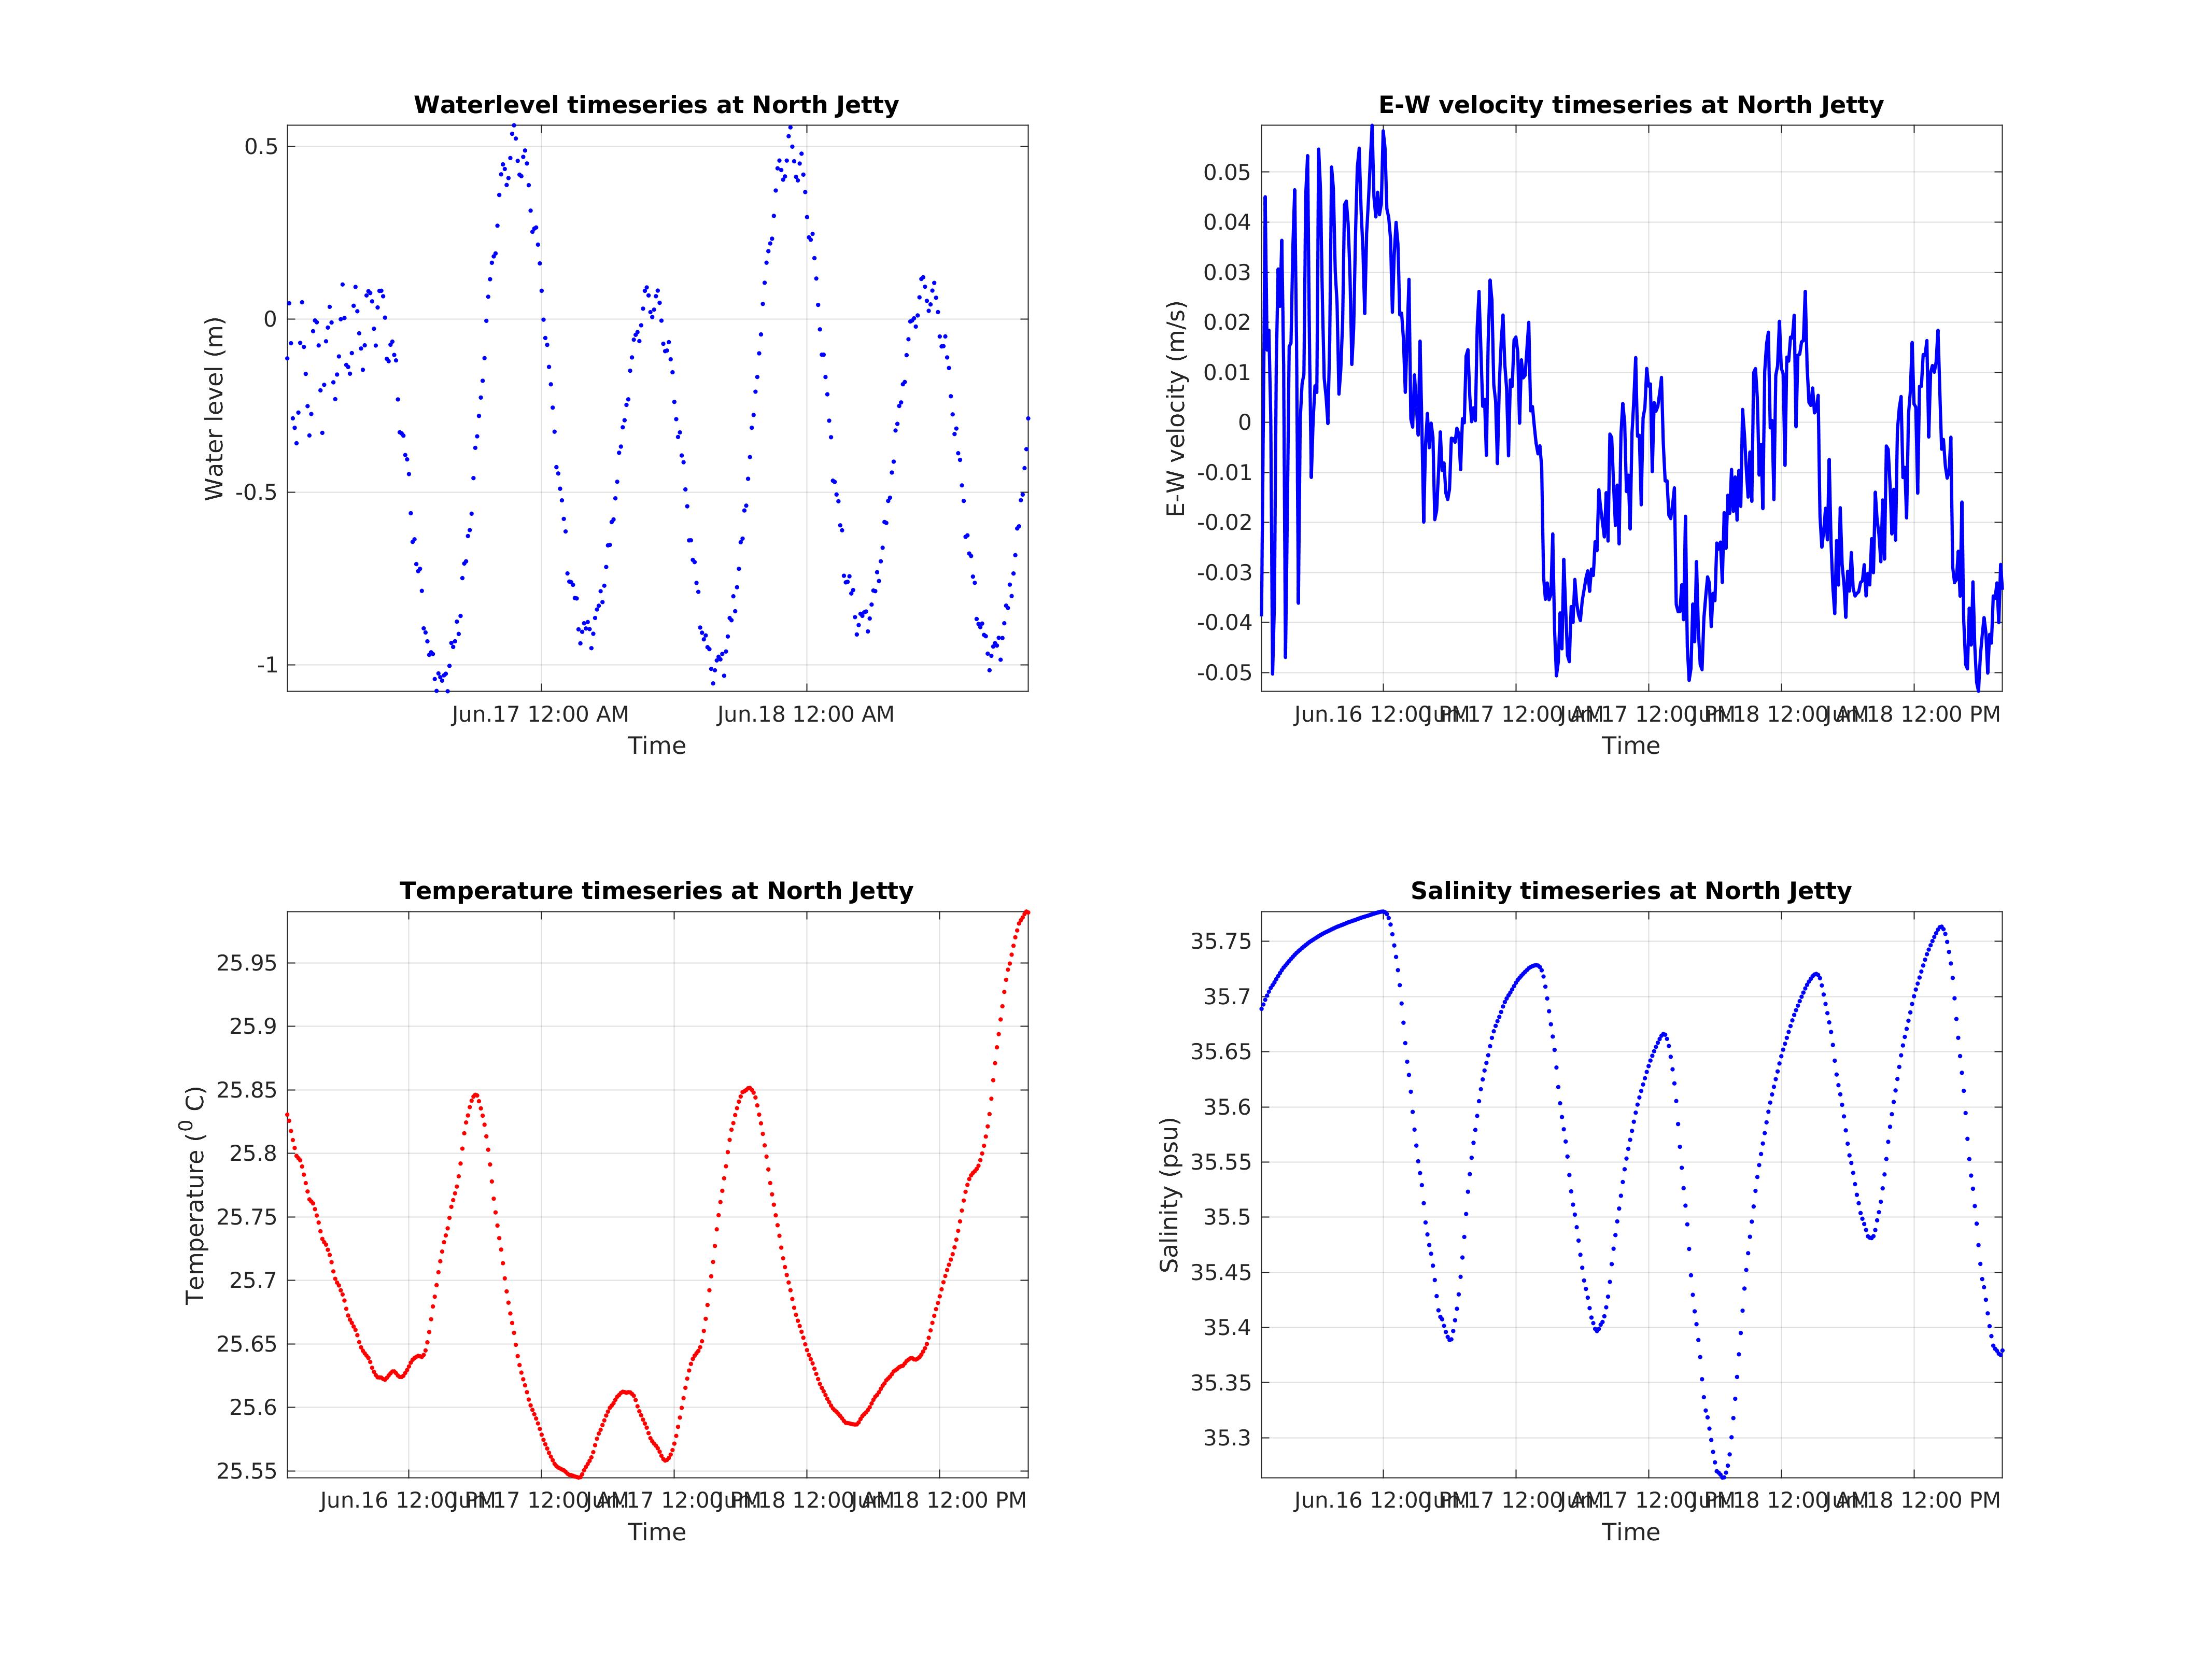 Waterlevel timeseries at North Jetty
0.5
0
-0.5
-1
Water level (m)
Jun.17 12:00 AM
Jun.18 12:00 AM
Time
E-W velocity timeseries at North Jetty
0.05
0.04
0.03
0.02
0.01
0
-0.01
-0.02
-0.03
-0.04
-0.05
E-W velocity (m/s)
Jun.16 12:00 PM
Jun.17 12:00 AM
Jun.17 12:00 PM
Jun.18 12:00 AM
Jun.18 12:00 PM
Time
Temperature timeseries at North Jetty
25.95
25.9
25.85
25.8
25.75
25.7
25.65
25.6
25.55
Temperature (⁰ C)
Jun.16 12:00 PM
Jun.17 12:00 AM
Jun.17 12:00 PM
Jun.18 12:00 AM
Jun.18 12:00 PM
Time
Salinity timeseries at North Jetty
35.75
35.7
35.65
35.6
35.55
35.5
35.45
35.4
35.35
35.3
Salinity (psu)
Jun.16 12:00 PM
Jun.17 12:00 AM
Jun.17 12:00 PM
Jun.18 12:00 AM
Jun.18 12:00 PM
Time